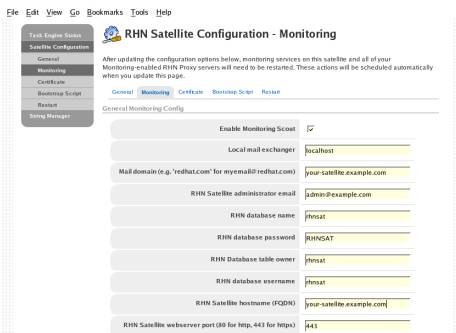 File Edit View Go Bookmarks Tools Help
Task Engine Status
Satellite Configuration
General
Monitoring
Certificate
Bootstrap Script
Restart
String Manager
RHN Satellite Configuration - Monitoring
After updating the configuration options below, monitoring services on this satellite and all of your
Monitoring-enabled RHN Proxy servers will need to be restarted. These actions will be scheduled automatically
when you update this page.
General Monitoring Certificate Bootstrap Script Restart
General Monitoring Config
Enable Monitoring Scout
Local mail exchanger localhost
Mail domain (e.g. 'redhat.com' for myemail@redhat.com) your-satellite.example.com
RHN Satellite administrator email admin@example.com
RHN database name rhnsat
RHN database password RHNSAT
RHN Database table owner rhnsat
RHN database username rhnsat
RHN Satellite hostname (FQDN) your-satellite.example.com
RHN Satellite webserver port (80 for http, 443 for https) 443